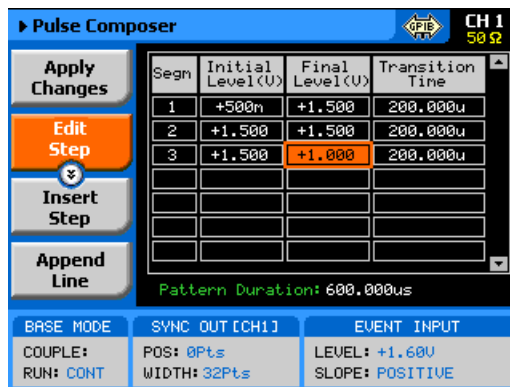 Pulse Composer GPIB CH 1
50Ω
Apply Changes
Edit Step
Insert Step
Append Line
Segn Initial Level(V) Final Level(V) Transition Time
1 +500m +1.500 200.000u
2 +1.500 +1.500 200.000u
3 +1.500 +1.000 200.000u
Pattern Duration: 600.000us
BASE MODE
COUPLE:
RUN: CONT
SYNC OUT [CH1]
POS: 0Pts
WIDTH: 32Pts
EVENT INPUT
LEVEL: +1.60V
SLOPE: POSITIVE